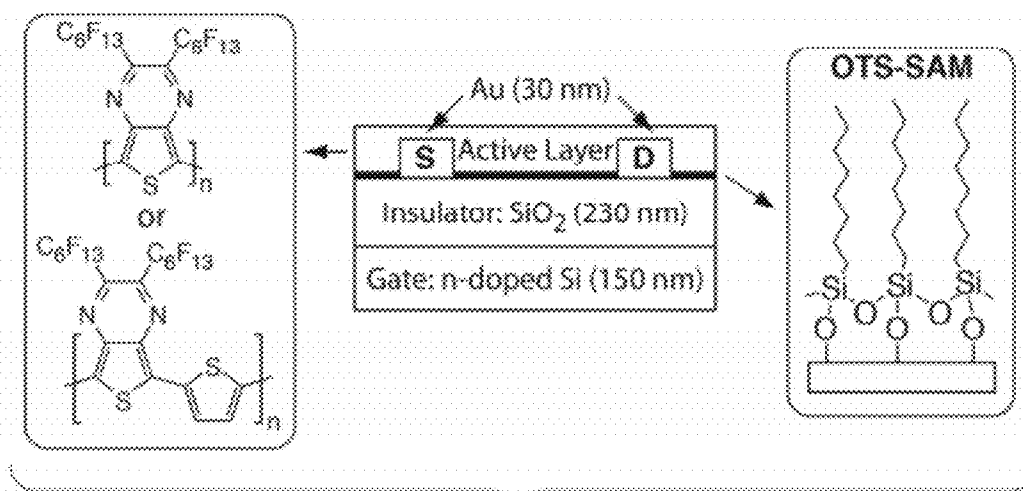 C₆F₁₃ C₆F₁₃
N N
[ ]n
S
or
C₆F₁₃ C₆F₁₃
N N
S
[ ]n
S
Au (30 nm)
S Active Layer D
Insulator: SiO₂ (230 nm)
Gate: n-doped Si (150 nm)
OTS-SAM
Si Si Si
O O
O O O